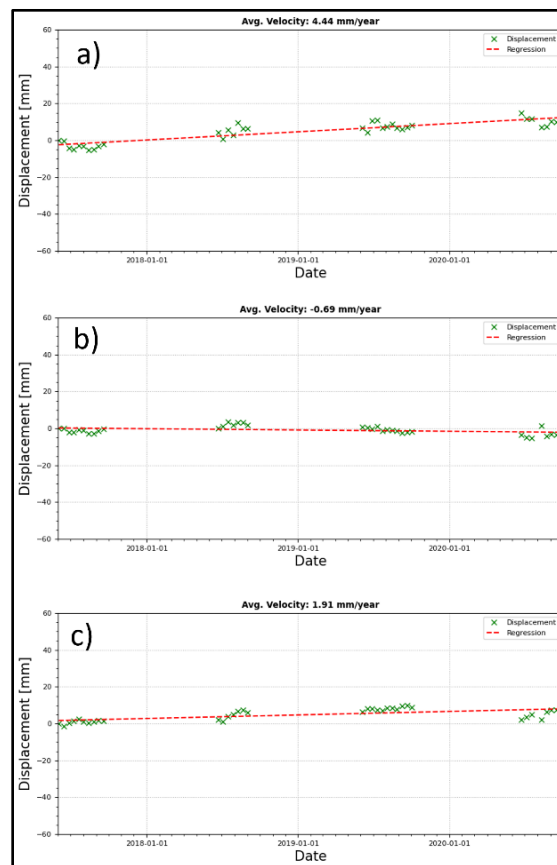 Avg. Velocity: 4.44 mm/year
a)
× Displacement
--- Regression
60
40
20
0
−20
−40
−60
Displacement [mm]
2018-01-01 2019-01-01 2020-01-01
Date
Avg. Velocity: -0.69 mm/year
b)
× Displacement
--- Regression
60
40
20
0
−20
−40
−60
Displacement [mm]
2018-01-01 2019-01-01 2020-01-01
Date
Avg. Velocity: 1.91 mm/year
c)
× Displacement
--- Regression
60
40
20
0
−20
−40
−60
Displacement [mm]
2018-01-01 2019-01-01 2020-01-01
Date